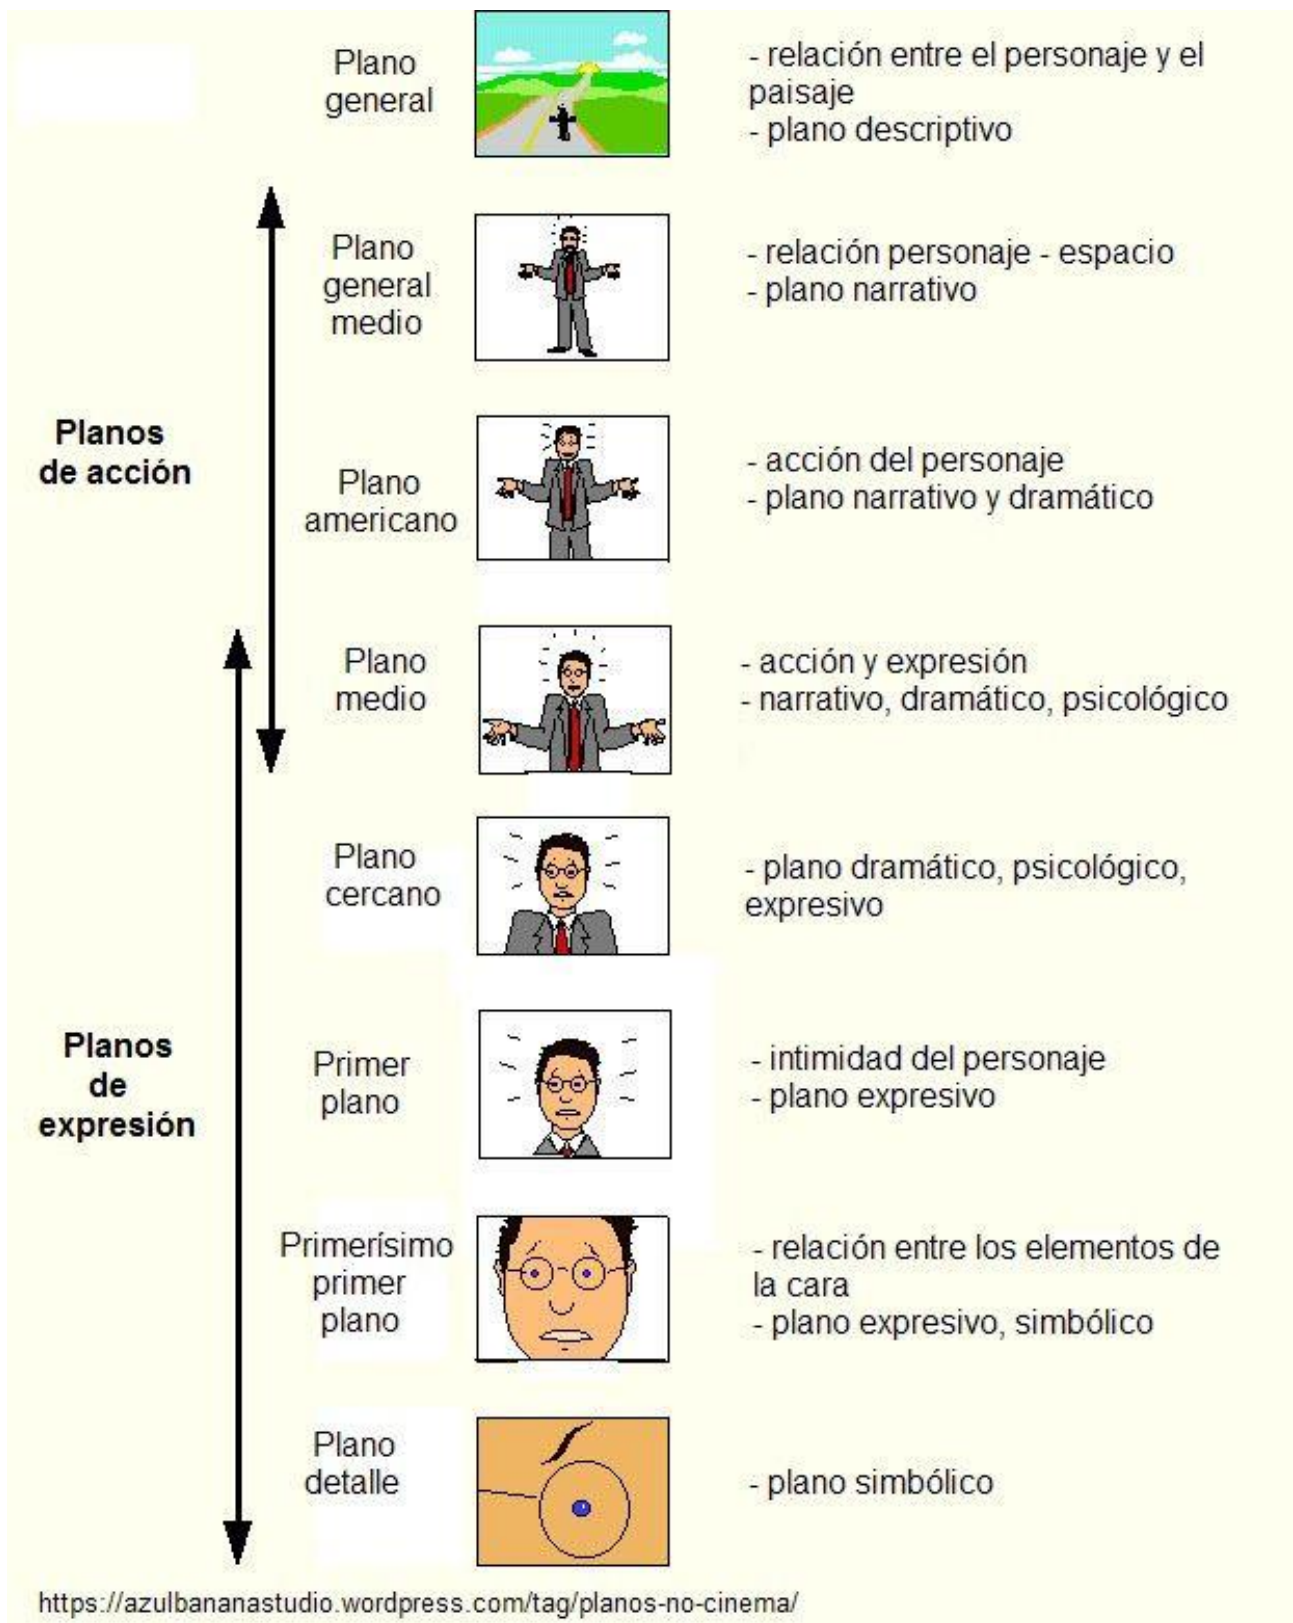 Plano
general
- relación entre el personaje y el
paisaje
- plano descriptivo
Plano
general
medio
- relación personaje - espacio
- plano narrativo
Planos
de acción
Plano
americano
- acción del personaje
- plano narrativo y dramático
Plano
medio
- acción y expresión
- narrativo, dramático, psicológico
Plano
cercano
- plano dramático, psicológico,
expresivo
Planos
de
expresión
Primer
plano
- intimidad del personaje
- plano expresivo
Primerísimo
primer
plano
- relación entre los elementos de
la cara
- plano expresivo, simbólico
Plano
detalle
- plano simbólico
https://azulbananastudio.wordpress.com/tag/planos-no-cinema/